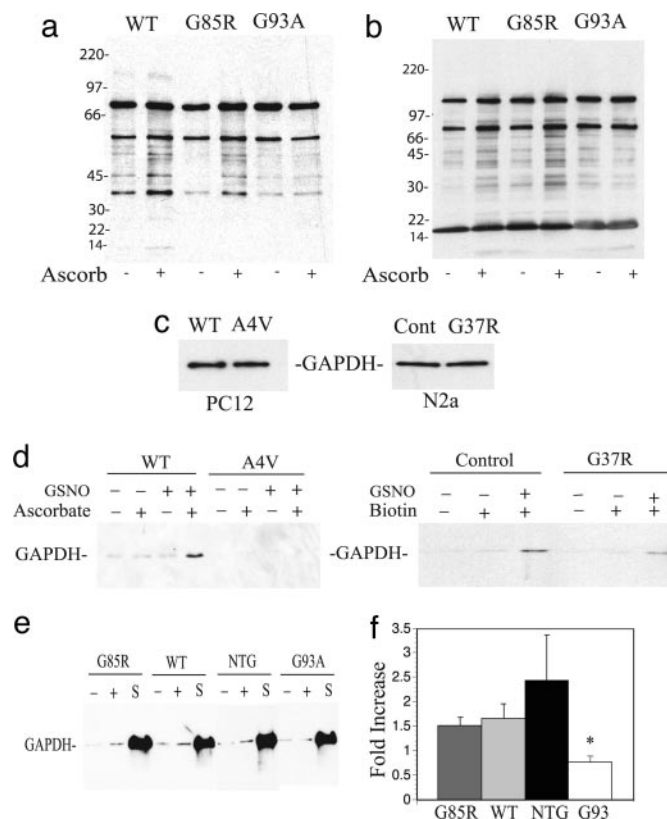 a
WT G85R G93A
220-
97-
66-
45-
30-
22-
14-
Ascorb - + - + - +
b
WT G85R G93A
220-
97-
66-
45-
30-
22-
14-
Ascorb - + - + - +
c
WT A4V
-GAPDH-
Cont G37R
PC12
N2a
d
WT A4V
GSNO - - + + - - + +
Ascorbate - + - + - + - +
GAPDH-
Control G37R
GSNO - - + - - +
Biotin - + + - + +
-GAPDH-
e
G85R WT NTG G93A
- + S - + S - + S - + S
GAPDH-
f
Fold Increase
3.5
3
2.5
2
1.5
1
0.5
0
*
G85R WT NTG G93